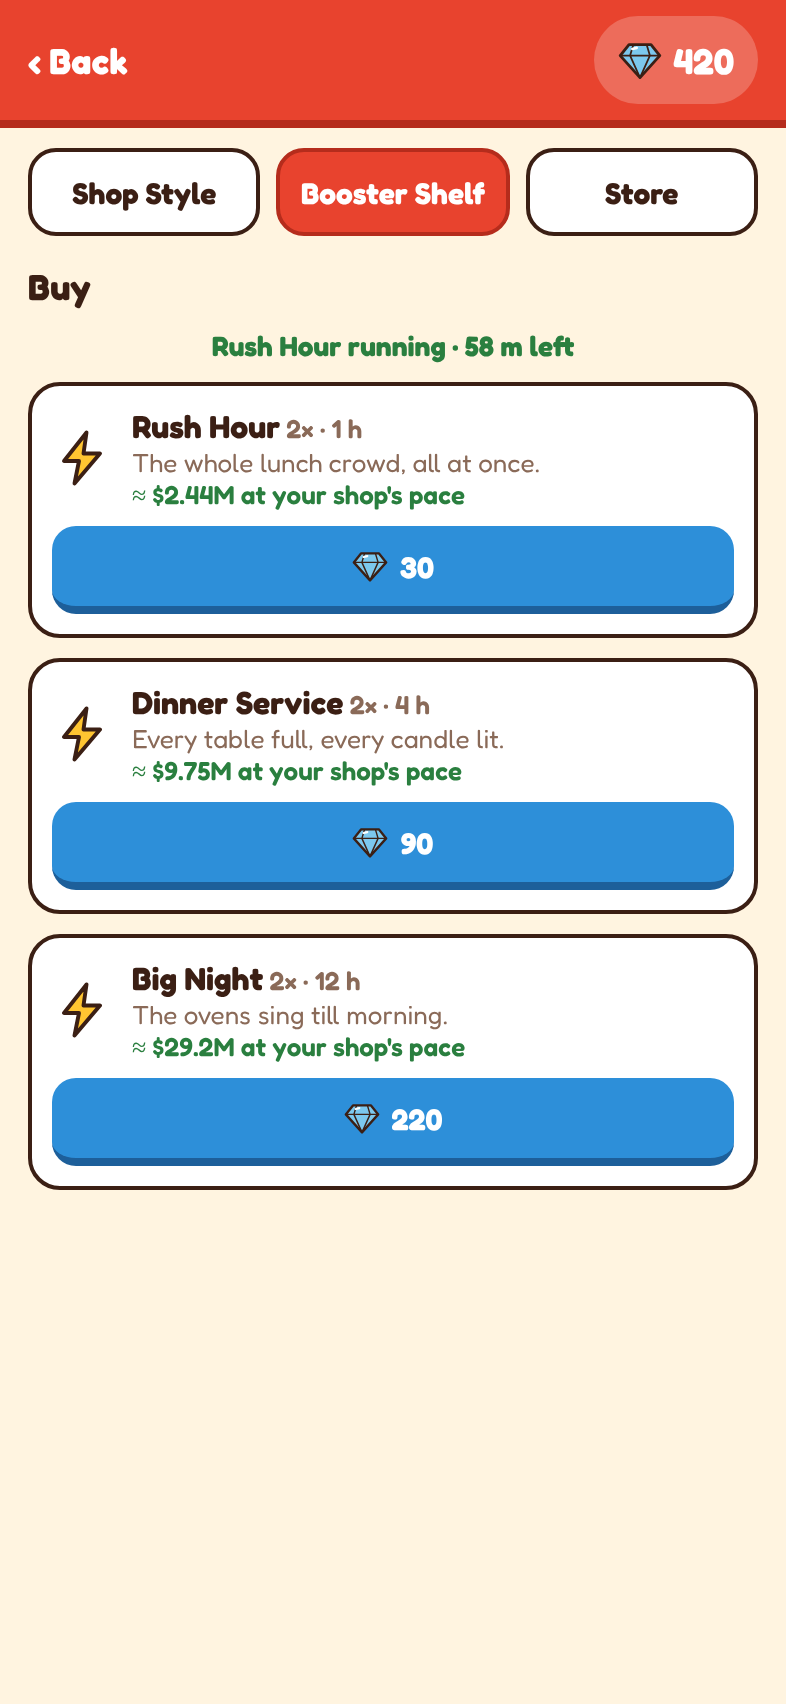 ‹ Back
420
Shop Style
Booster Shelf
Store
Buy
Rush Hour running · 58 m left
Rush Hour 2x · 1 h
The whole lunch crowd, all at once.
≈ $2.44M at your shop's pace
30
Dinner Service 2x · 4 h
Every table full, every candle lit.
≈ $9.75M at your shop's pace
90
Big Night 2x · 12 h
The ovens sing till morning.
≈ $29.2M at your shop's pace
220